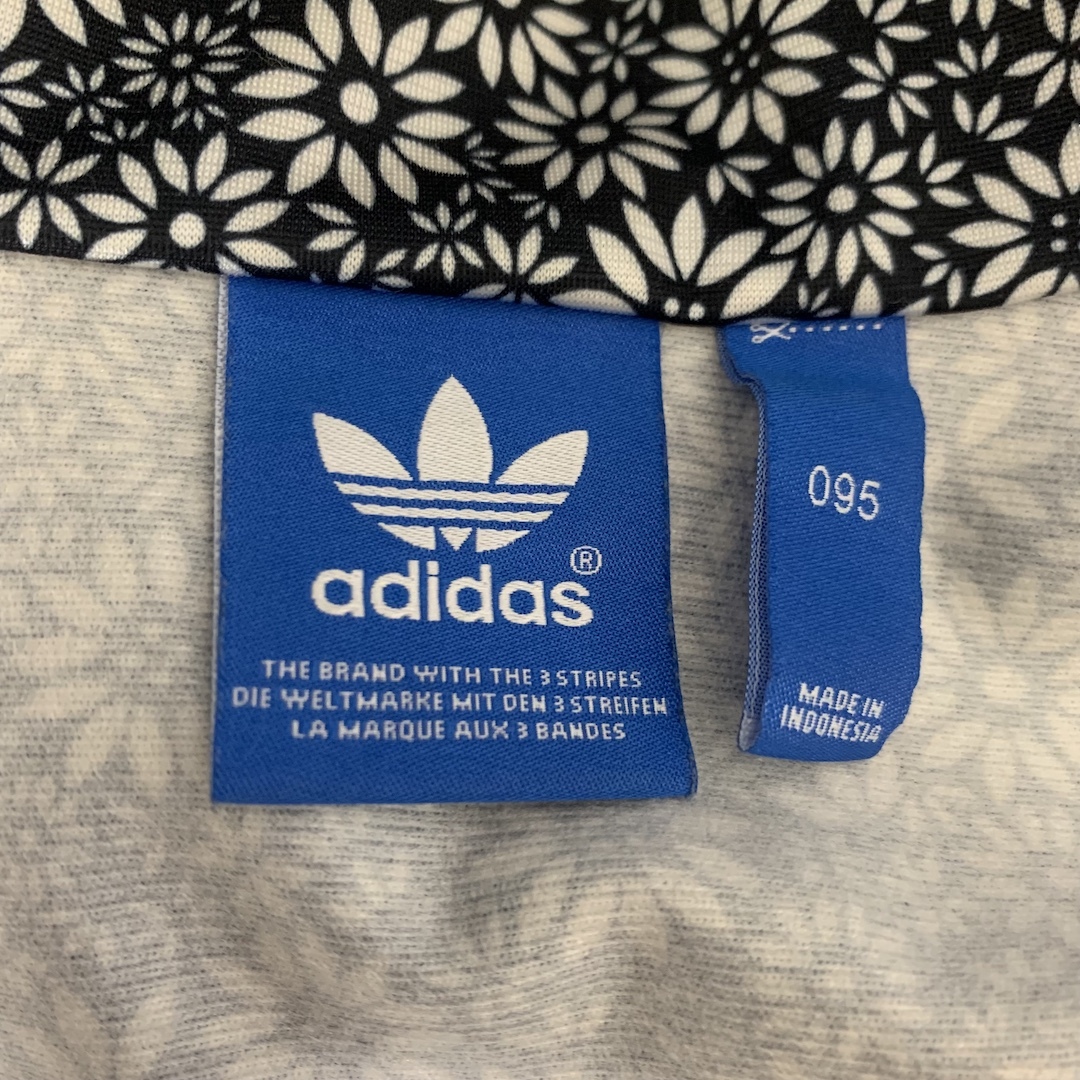 adidas®
THE BRAND WITH THE 3 STRIPES
DIE WELTMARKE MIT DEN 3 STREIFEN
LA MARQUE AUX 3 BANDES
095
MADE IN
INDONESIA